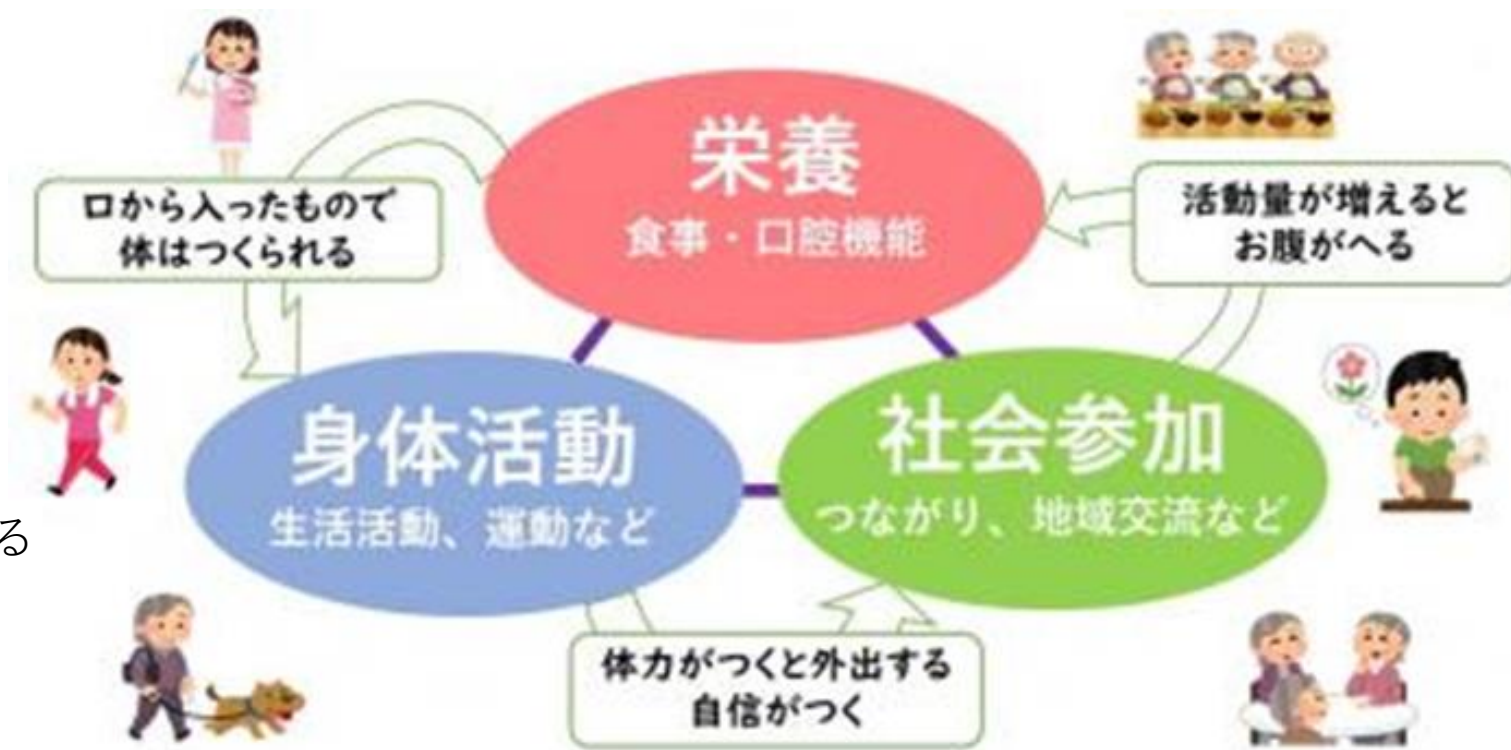 栄養
食事・口腔機能
口から入ったもので
体はつくられる
活動量が増えると
お腹がへる
身体活動
生活活動、運動など
社会参加
つながり、地域交流など
る
体力がつくと外出する
自信がつく